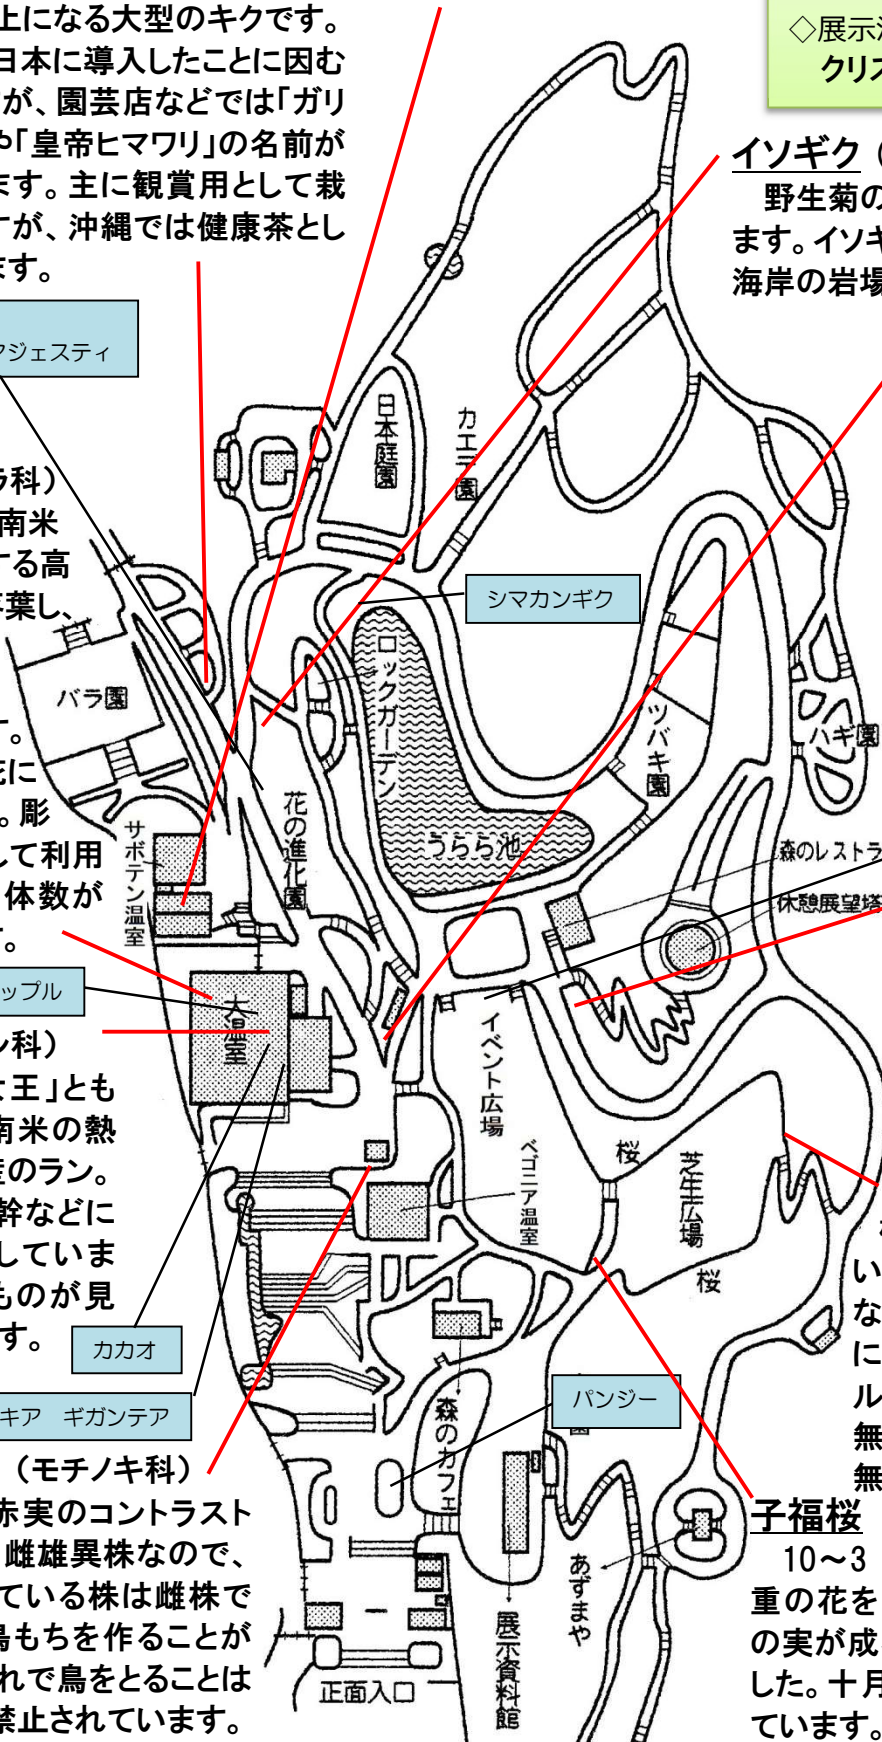 上になる大型のキクです。
日本に導入したことに因む
が、園芸店などでは「ガリ
や「皇帝ヒマワリ」の名前が
ます。主に観賞用として栽
すが、沖縄では健康茶とし
ます。
◇展示
クリス
イソギク
野生菊の
ます。イソギ
海岸の岩場
マジェスティ
ラ科）
南米
する高
葉し、
す。
花に
。彫
して利用
体数が
す。
ップル
ン科）
女王」とも
南米の熱
のラン。
幹などに
していま
ものが見
す。
カカオ
キア　ギガンテア
（モチノキ科）
赤実のコントラスト
雌雄異株なので、
ている株は雌株で
鳥もちを作ることが
れで鳥をとることは
禁止されています。
日本庭園
カエデ園
シマカンギク
ロックガーデン
バラ園
ツバキ園
ハギ園
花の進化園
うらら池
サボテン温室
森のレストラ
休憩展望塔
大温室
イベント広場
ベゴニア温室
桜
芝生広場
桜
パンジー
森のカフェ
あずまや
展示資料館
正面入口
い
な
に
ル
無
無
子福桜
10～3
重の花を
の実が成
した。十月
ています。